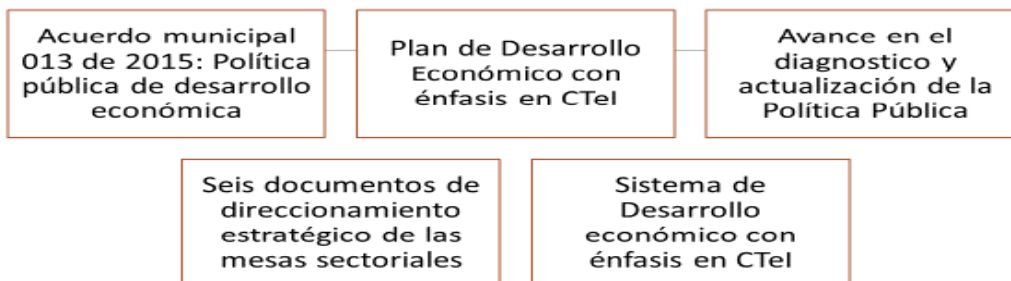 Acuerdo municipal
013 de 2015: Política
pública de desarrollo
económica
Plan de Desarrollo
Económico con
énfasis en CTeI
Avance en el
diagnostico y
actualización de la
Política Pública
Seis documentos de
direccionamiento
estratégico de las
mesas sectoriales
Sistema de
Desarrollo
económico con
énfasis en CTeI